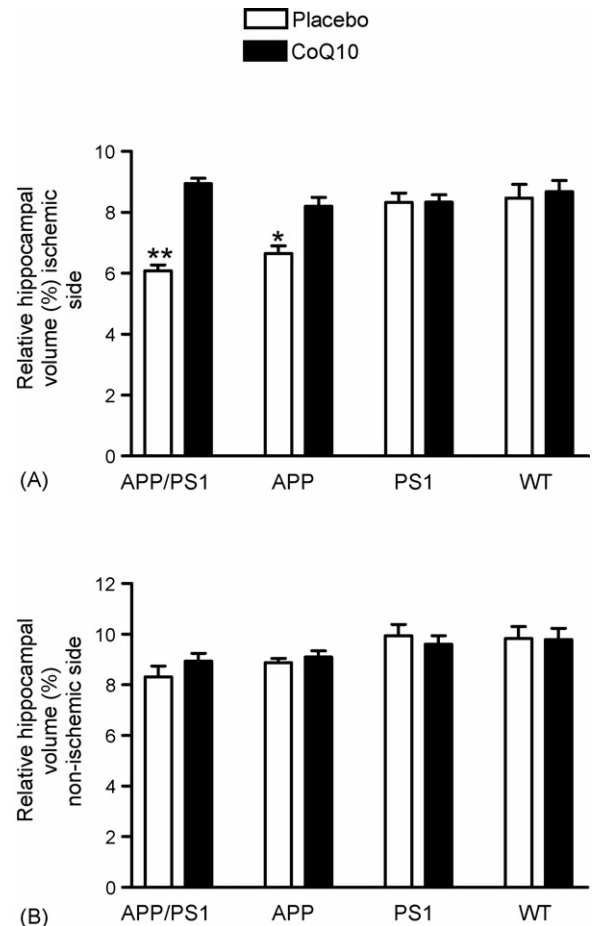 Placebo
CoQ10
Relative hippocampal
volume (%) ischemic
side
10
8
6
4
2
0
**
*
(A)
APP/PS1 APP PS1 WT
Relative hippocampal
volume (%)
non-ischemic side
12
10
8
6
4
2
0
(B)
APP/PS1 APP PS1 WT